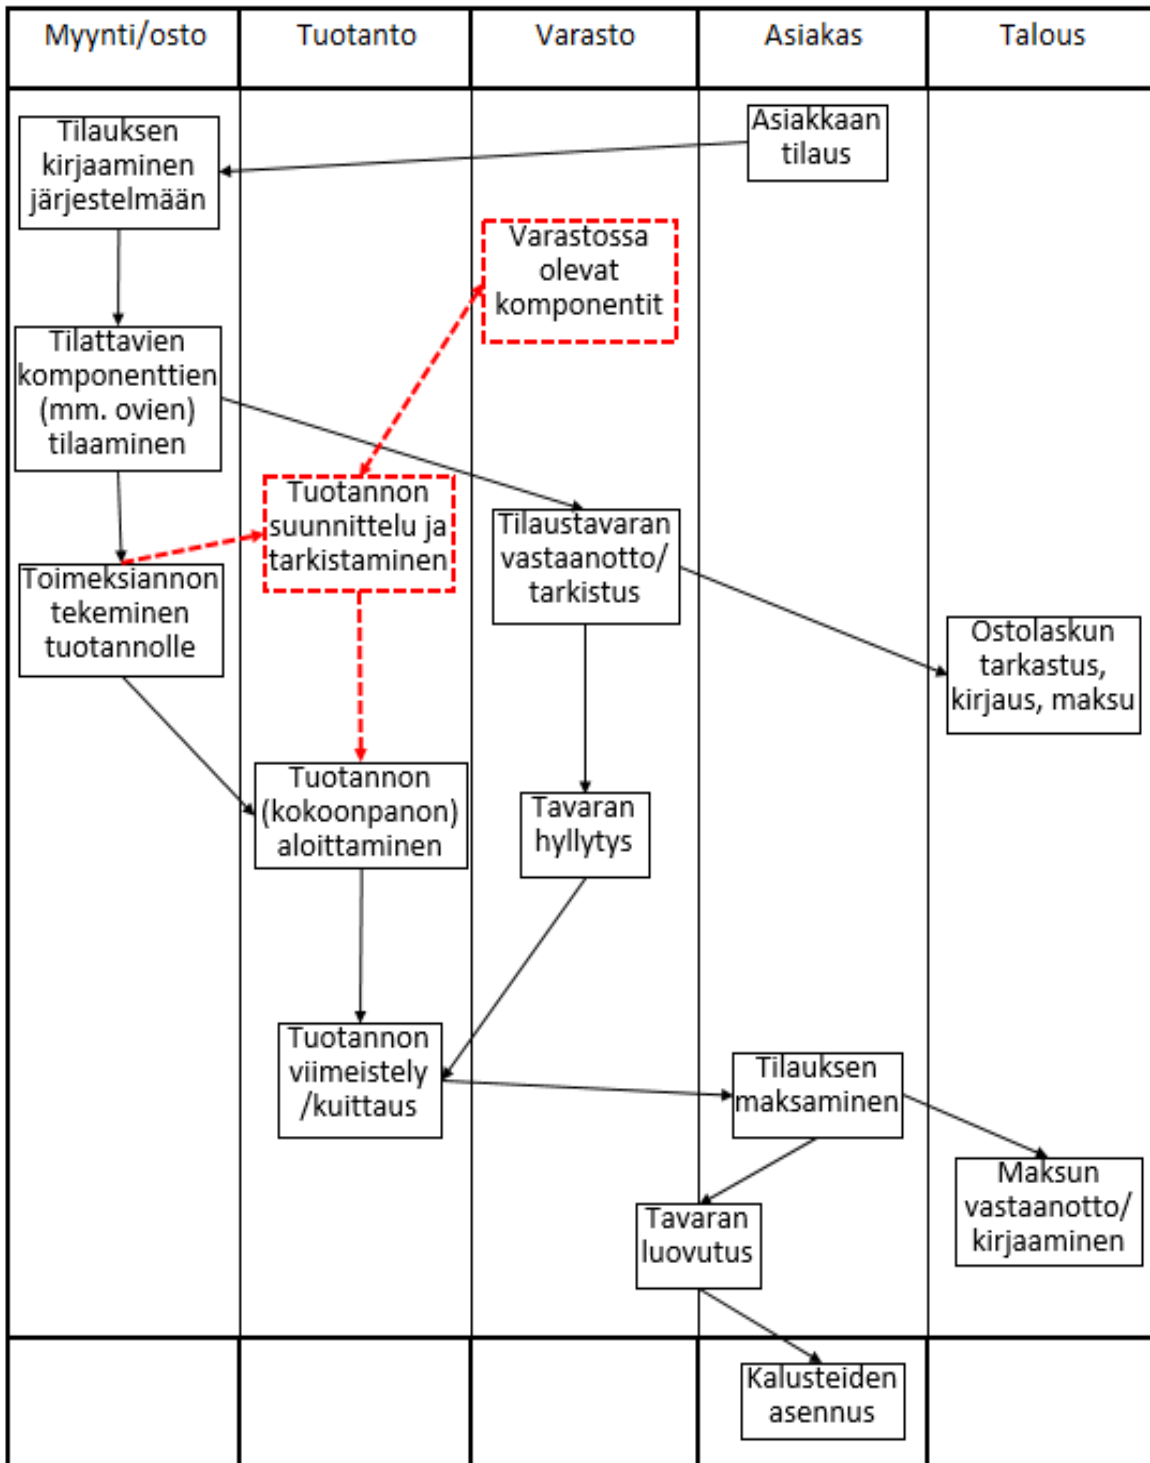 Myynti/osto
Tuotanto
Varasto
Asiakas
Talous
Asiakkaan
tilaus
Tilauksen
kirjaaminen
järjestelmään
Varastossa
olevat
komponentit
Tilattavien
komponenttien
(mm. ovien)
tilaaminen
Tuotannon
suunnittelu ja
tarkistaminen
Tilaustavaran
vastaanotto/
tarkistus
Toimeksiannon
tekeminen
tuotannolle
Ostolaskun
tarkastus,
kirjaus, maksu
Tuotannon
(kokoonpanon)
aloittaminen
Tavaran
hyllytys
Tuotannon
viimeistely
/kuittaus
Tilauksen
maksaminen
Maksun
vastaanotto/
kirjaaminen
Tavaran
luovutus
Kalusteiden
asennus